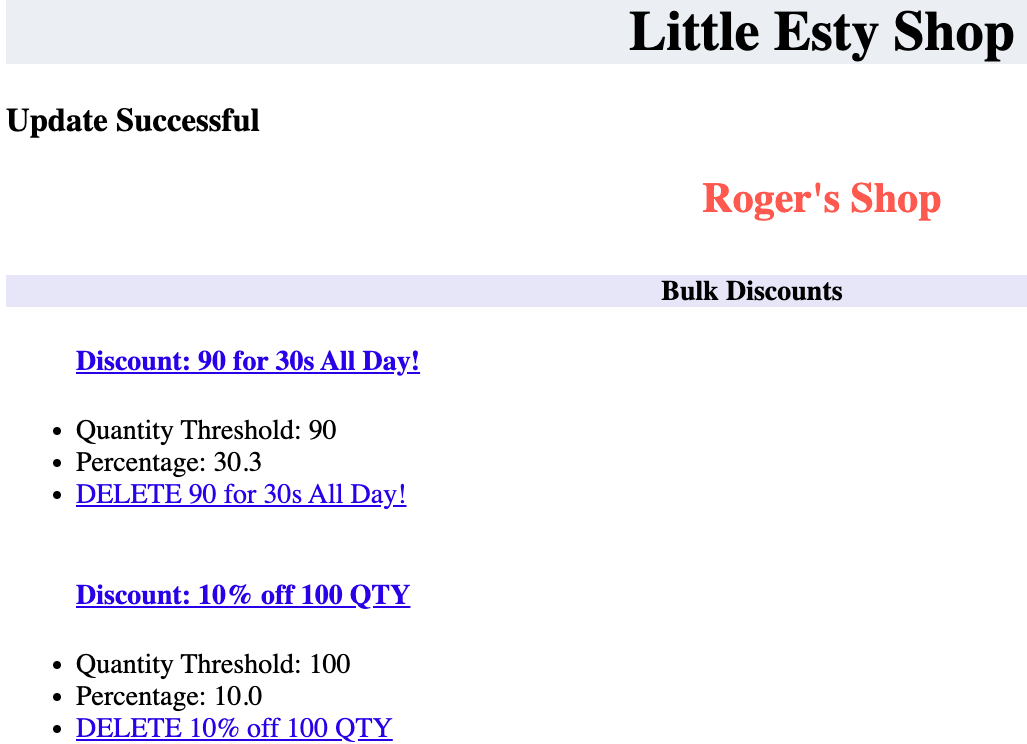 Little Esty Shop
Update Successful
Roger's Shop
Bulk Discounts
Discount: 90 for 30s All Day!
• Quantity Threshold: 90
• Percentage: 30.3
• DELETE 90 for 30s All Day!
Discount: 10% off 100 QTY
• Quantity Threshold: 100
• Percentage: 10.0
• DELETE 10% off 100 QTY